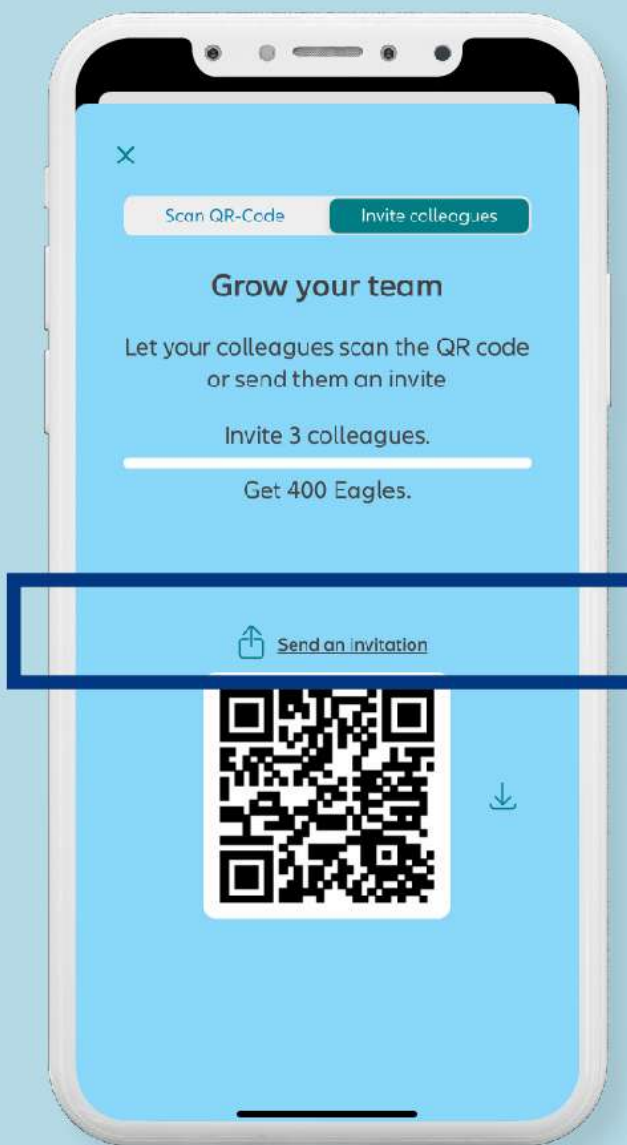 Scan QR-Code
Invite colleagues
Grow your team
Let your colleagues scan the QR code
or send them an invite
Invite 3 colleagues.
Get 400 Eagles.
Send an invitation